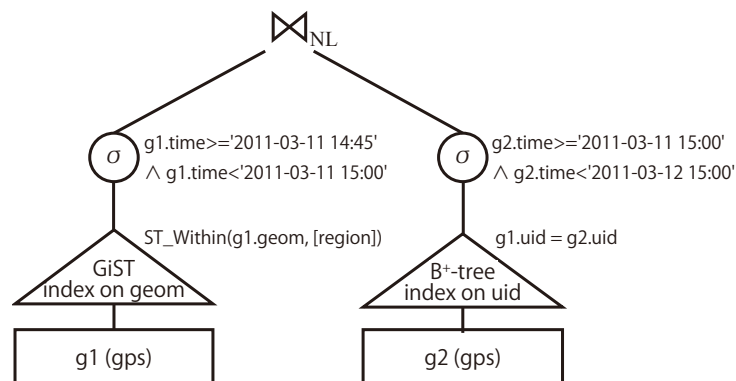 ⋈NL
σ
g1.time>='2011-03-11 14:45'
∧ g1.time<'2011-03-11 15:00'
σ
g2.time>='2011-03-11 15:00'
∧ g2.time<'2011-03-12 15:00'
ST_Within(g1.geom, [region])
GiST
index on geom
g1.uid = g2.uid
B⁺-tree
index on uid
g1 (gps)
g2 (gps)